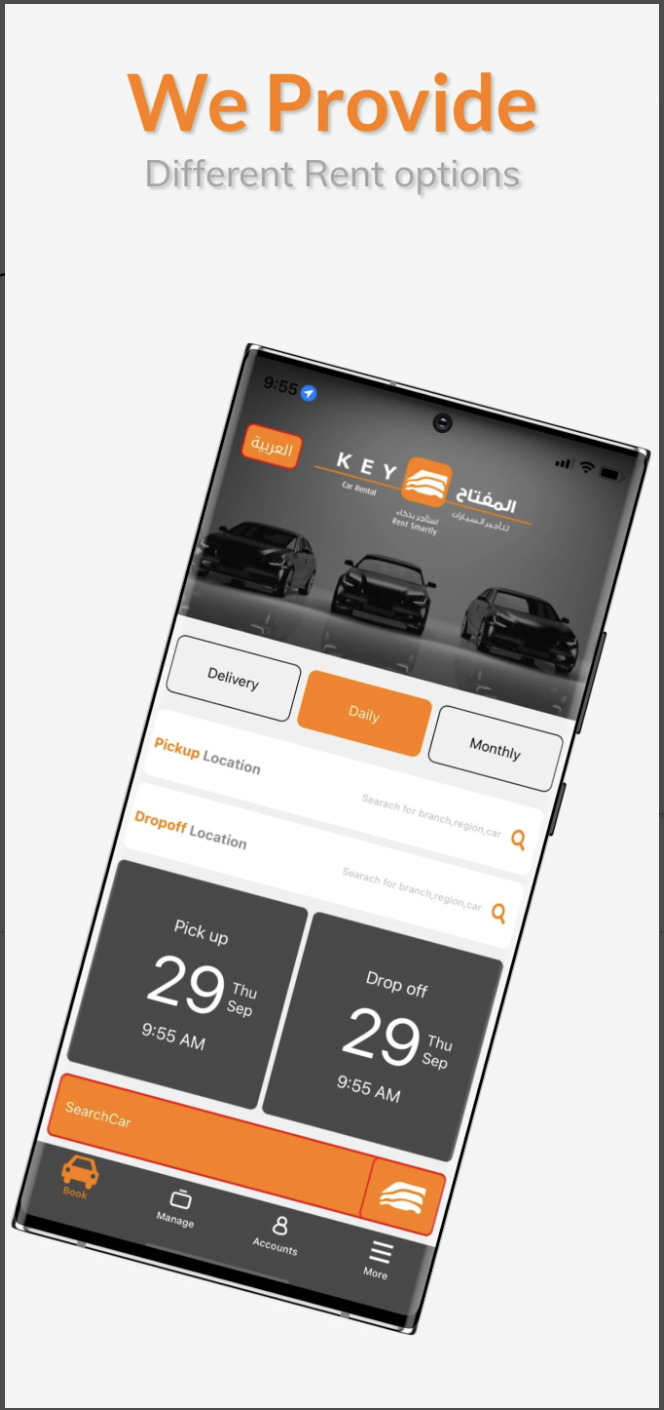 We Provide
Different Rent options
9:55
العربية
KEY
Car Rental
المفتاح
لتأجير السيارات
استأجر بذكاء
Rent Smartly
Delivery
Daily
Monthly
Pickup Location
Searach for branch,region,car
Dropoff Location
Searach for branch,region,car
Pick up
29 Thu Sep
9:55 AM
Drop off
29 Thu Sep
9:55 AM
SearchCar
Book
Manage
Accounts
More